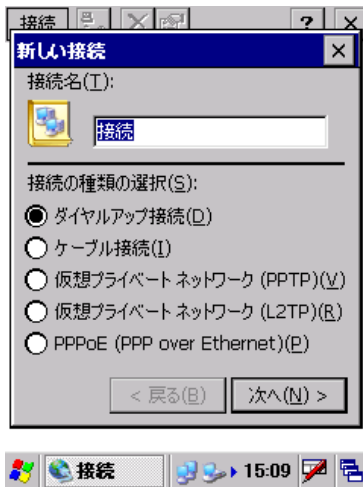 接続
?
新しい接続
接続名(T):
接続
接続の種類の選択(S):
ダイヤルアップ接続(D)
ケーブル接続(I)
仮想プライベート ネットワーク (PPTP)(V)
仮想プライベート ネットワーク (L2TP)(R)
PPPoE (PPP over Ethernet)(P)
< 戻る(B) 次へ(N) >
接続 15:09